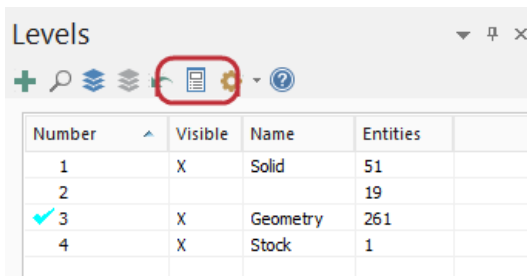 Levels
Number Visible Name Entities
1 X Solid 51
2 19
3 X Geometry 261
4 X Stock 1